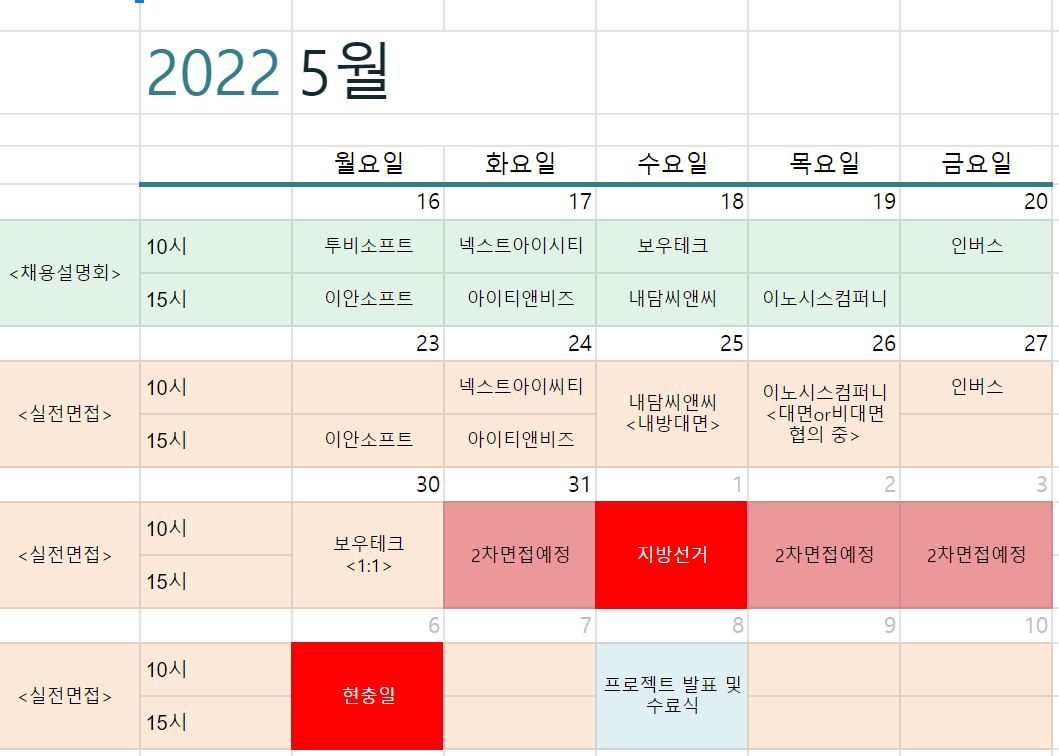 2022 5월
월요일 화요일 수요일 목요일 금요일
16 17 18 19 20
<채용설명회>
10시 투비소프트 넥스트아이시티 보우테크 인버스
15시 이안소프트 아이티앤비즈 내담씨앤씨 이노시스컴퍼니
23 24 25 26 27
<실전면접>
10시 넥스트아이씨티 인버스
15시 이안소프트 아이티앤비즈
내담씨앤씨
<내방대면>
이노시스컴퍼니
<대면or비대면
협의 중>
30 31 1 2 3
<실전면접>
10시
15시
보우테크
<1:1>
2차면접예정 지방선거 2차면접예정 2차면접예정
6 7 8 9 10
<실전면접>
10시
15시
현충일
프로젝트 발표 및
수료식